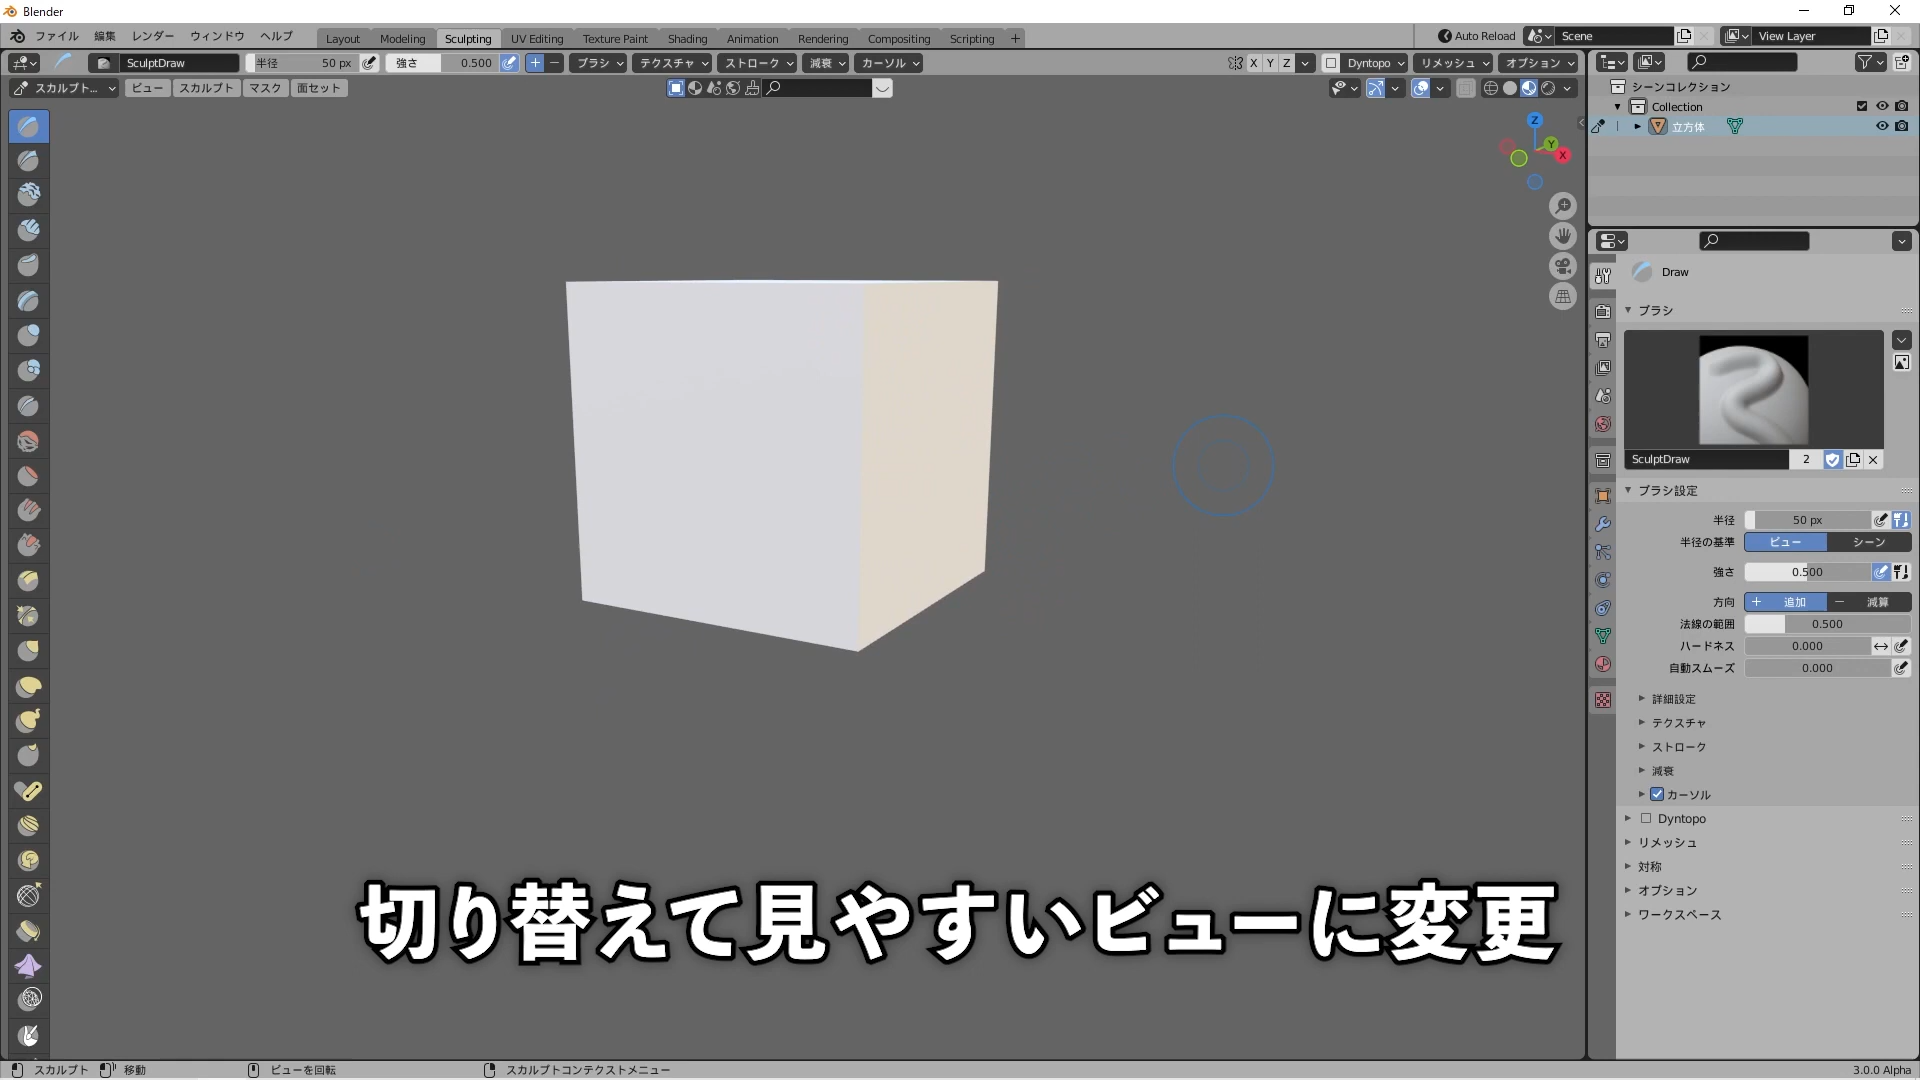 Blender
ファイル 編集 レンダー ウィンドウ ヘルプ Layout Modeling Sculpting UV Editing Texture Paint Shading Animation Rendering Compositing Scripting + Auto Reload Scene View Layer
SculptDraw 半径 50 px 強さ 0.500 + − ブラシ テクスチャ ストローク 減衰 カーソル X Y Z Dyntopo リメッシュ オプション
スカルプト... ビュー スカルプト マスク 面セット
シーンコレクション
Collection
立方体
Z
Y
X
Draw
ブラシ
SculptDraw 2
ブラシ設定
半径 50 px
半径の基準 ビュー シーン
強さ 0.500
方向 + 追加 − 減算
法線の範囲 0.500
ハードネス 0.000
自動スムーズ 0.000
詳細設定
テクスチャ
ストローク
減衰
カーソル
Dyntopo
リメッシュ
対称
オプション
ワークスペース
切り替えて見やすいビューに変更
スカルプト 移動 ビューを回転 スカルプトコンテクストメニュー 3.0.0 Alpha